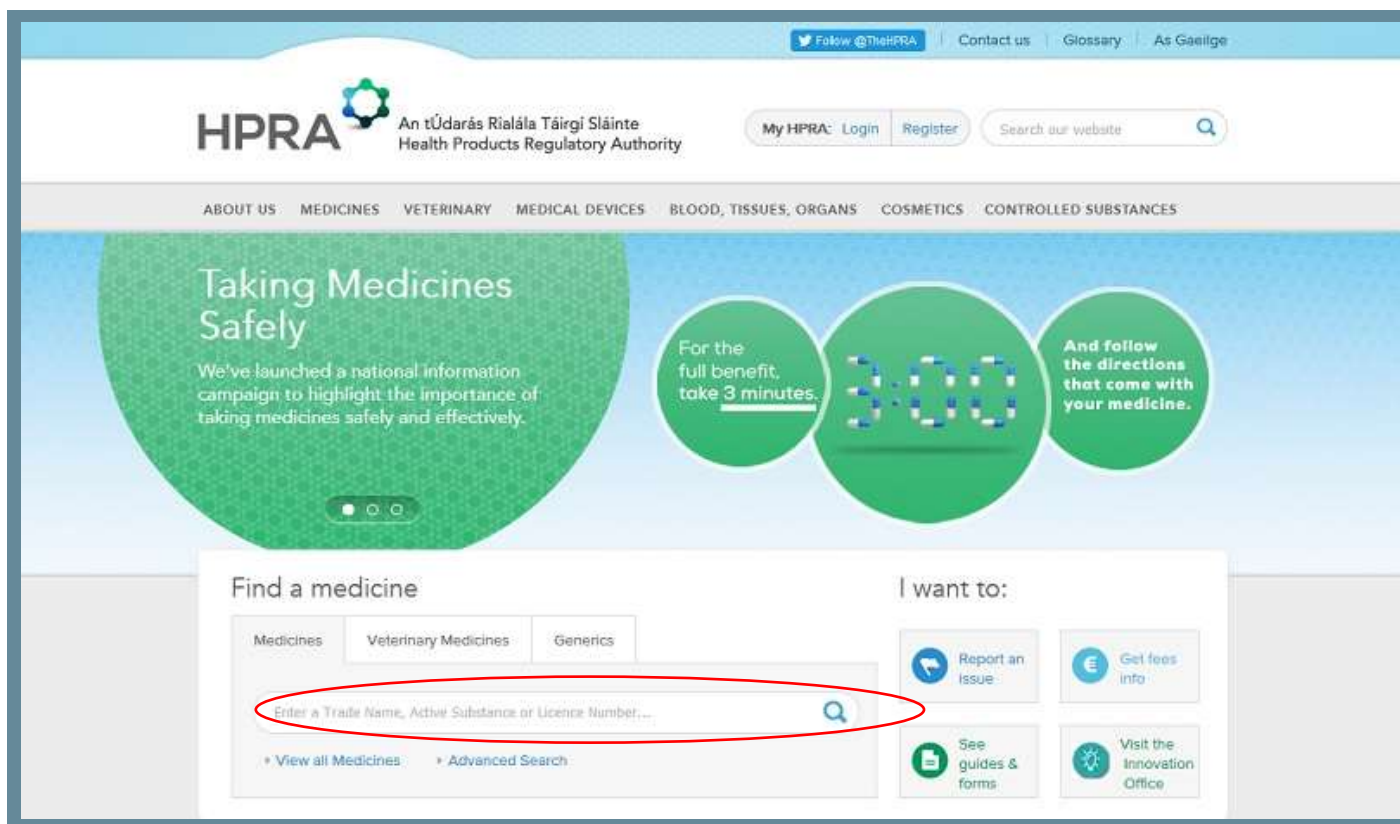 Follow @TheHPRA
Contact us
Glossary
As Gaeilge
HPRA
An tÚdarás Rialála Táirgí Sláinte
Health Products Regulatory Authority
My HPRA: Login
Register
Search our website
ABOUT US
MEDICINES
VETERINARY
MEDICAL DEVICES
BLOOD, TISSUES, ORGANS
COSMETICS
CONTROLLED SUBSTANCES
Taking Medicines
Safely
We've launched a national information
campaign to highlight the importance of
taking medicines safely and effectively.
For the
full benefit,
take 3 minutes.
3:00
And follow
the directions
that come with
your medicine.
Find a medicine
Medicines
Veterinary Medicines
Generics
Enter a Trade Name, Active Substance or Licence Number...
View all Medicines
Advanced Search
I want to:
Report an
issue
Get fees
info
See
guides &
forms
Visit the
Innovation
Office